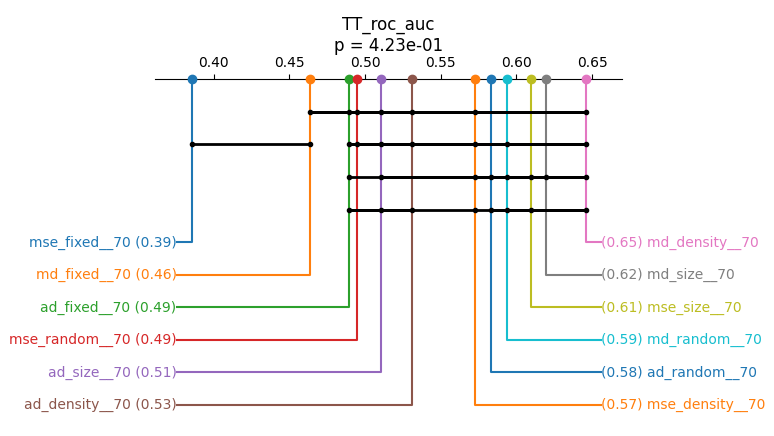 TT_roc_auc
p = 4.23e-01
0.40 0.45 0.50 0.55 0.60 0.65
mse_fixed__70 (0.39) (0.65) md_density__70
md_fixed__70 (0.46) (0.62) md_size__70
ad_fixed__70 (0.49) (0.61) mse_size__70
mse_random__70 (0.49) (0.59) md_random__70
ad_size__70 (0.51) (0.58) ad_random__70
ad_density__70 (0.53) (0.57) mse_density__70